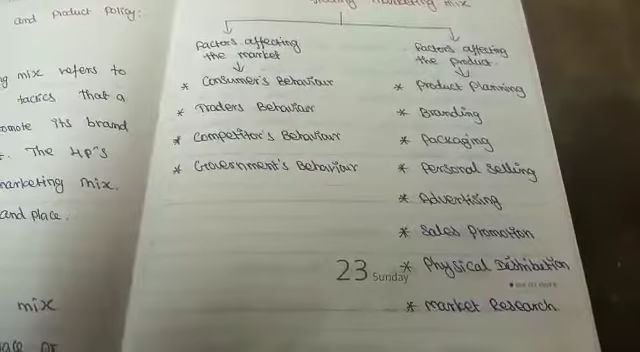 and product policy:
mix refers to
tactics that a
its brand
The 4P"s
marketing mix.
and place.
mix
marketing mix
Factors affecting
the market
* Consumer's Behaviour
* Traders Behaviour
* Competitor's Behaviour
* Government's Behaviour
Factors affecting
the product
* Product Planning
* Branding
* Packaging
* Personal Selling
* Advertising
* Sales Promotion
* Physical Distribution
* Market Research
23 Sunday